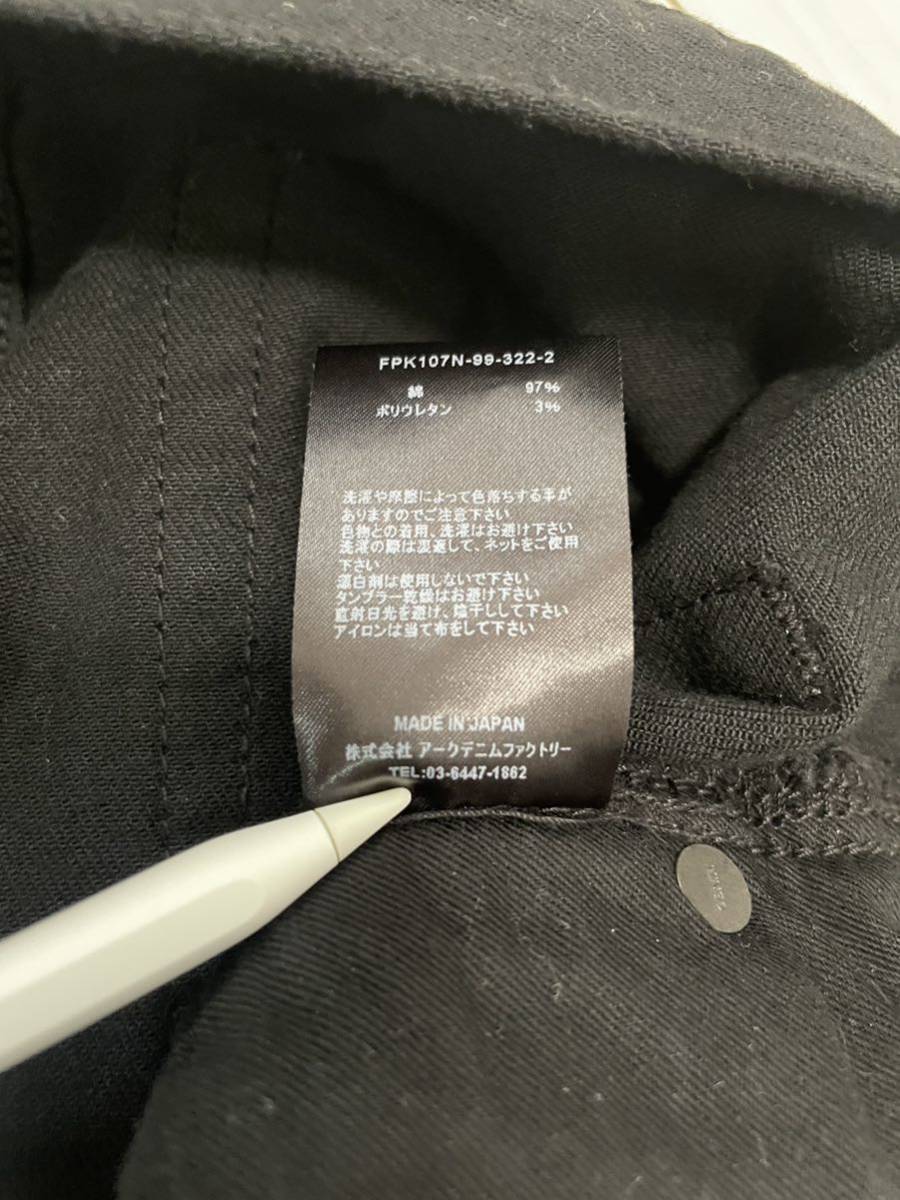 FPK107N-99-322-2
綿 97%
ポリウレタン 3%
洗濯や摩擦によって色落ちする事が
ありますのでご注意下さい
色物との着用、洗濯はお避け下さい
洗濯の際は裏返して、ネットをご使用
下さい
漂白剤は使用しないで下さい
タンブラー乾燥はお避け下さい
直射日光を避け、陰干しして下さい
アイロンは当て布をして下さい
MADE IN JAPAN
株式会社 アークデニムファクトリー
TEL:03-6447-1862